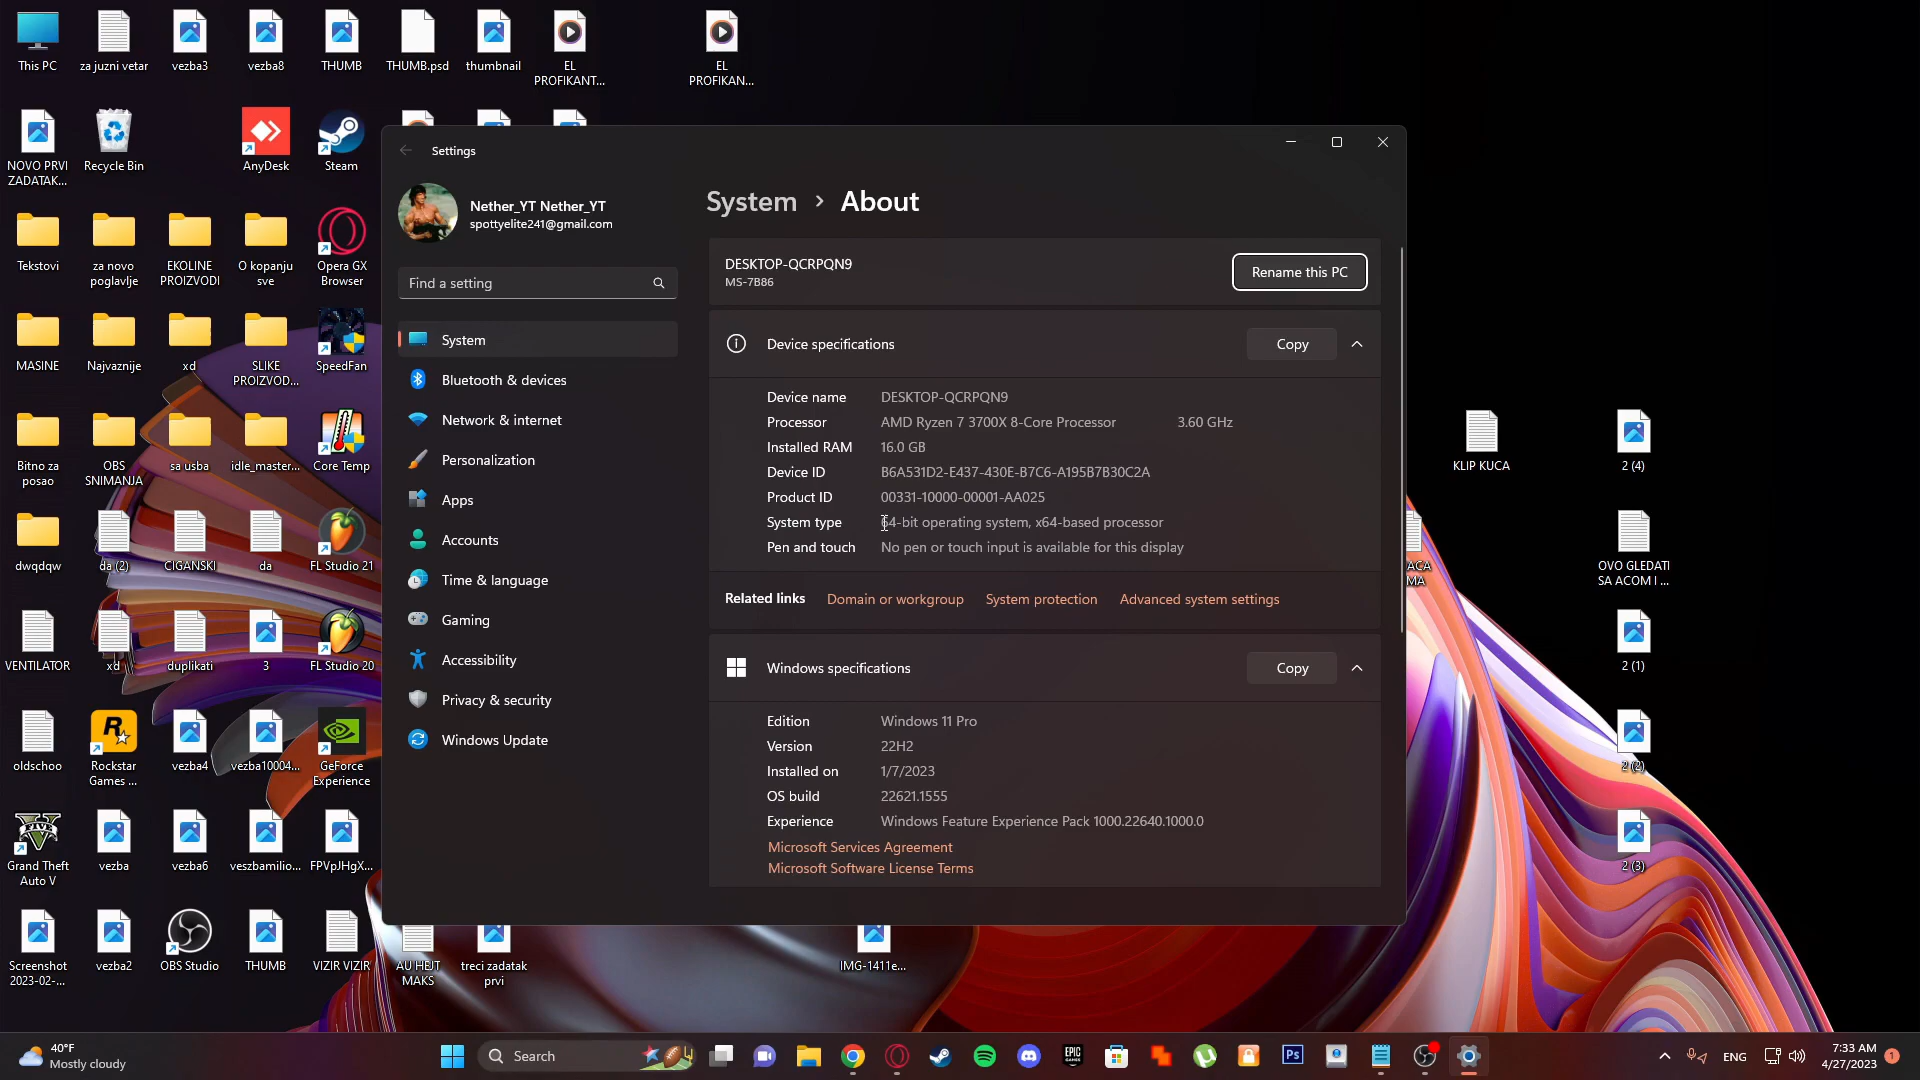 This PC
za juzni vetar
vezba3
vezba8
THUMB
THUMB.psd
thumbnail
EL
PROFIKANT...
EL
PROFIKAN...
NOVO PRVI
ZADATAK...
Recycle Bin
AnyDesk
Steam
Tekstovi
za novo
poglavlje
EKOLINE
PROIZVODI
O kopanju
sve
Opera GX
Browser
MASINE
Najvaznije
xd
SLIKE
PROIZVOD...
SpeedFan
Bitno za
posao
OBS
SNIMANJA
sa usba
idle_master...
Core Temp
dwqdqw
da (2)
CIGANSKI
da
FL Studio 21
VENTILATOR
xd
duplikati
3
FL Studio 20
oldschoo
Rockstar
Games ...
vezba4
vezba10004...
GeForce
Experience
Grand Theft
Auto V
vezba
vezba6
veszbamilio...
FPVpJHgX...
Screenshot
2023-02-...
vezba2
OBS Studio
THUMB
VIZIR VIZIR
AU HEJT
MAKS
treci zadatak
prvi
IMG-1411e...
KLIP KUCA
2 (4)
ACA
MA
OVO GLEDATI
SA ACOM I ...
2 (1)
2 (2)
2 (3)
Settings
Nether_YT Nether_YT
spottyelite241@gmail.com
Find a setting
System
Bluetooth & devices
Network & internet
Personalization
Apps
Accounts
Time & language
Gaming
Accessibility
Privacy & security
Windows Update
System > About
DESKTOP-QCRPQN9
MS-7B86
Rename this PC
Device specifications
Copy
Device name DESKTOP-QCRPQN9
Processor AMD Ryzen 7 3700X 8-Core Processor 3.60 GHz
Installed RAM 16.0 GB
Device ID B6A531D2-E437-430E-B7C6-A195B7B30C2A
Product ID 00331-10000-00001-AA025
System type 64-bit operating system, x64-based processor
Pen and touch No pen or touch input is available for this display
Related links Domain or workgroup System protection Advanced system settings
Windows specifications
Copy
Edition Windows 11 Pro
Version 22H2
Installed on 1/7/2023
OS build 22621.1555
Experience Windows Feature Experience Pack 1000.22640.1000.0
Microsoft Services Agreement
Microsoft Software License Terms
40°F
Mostly cloudy
Search
EPIC
GAMES
Ps
ENG
7:33 AM
4/27/2023
1